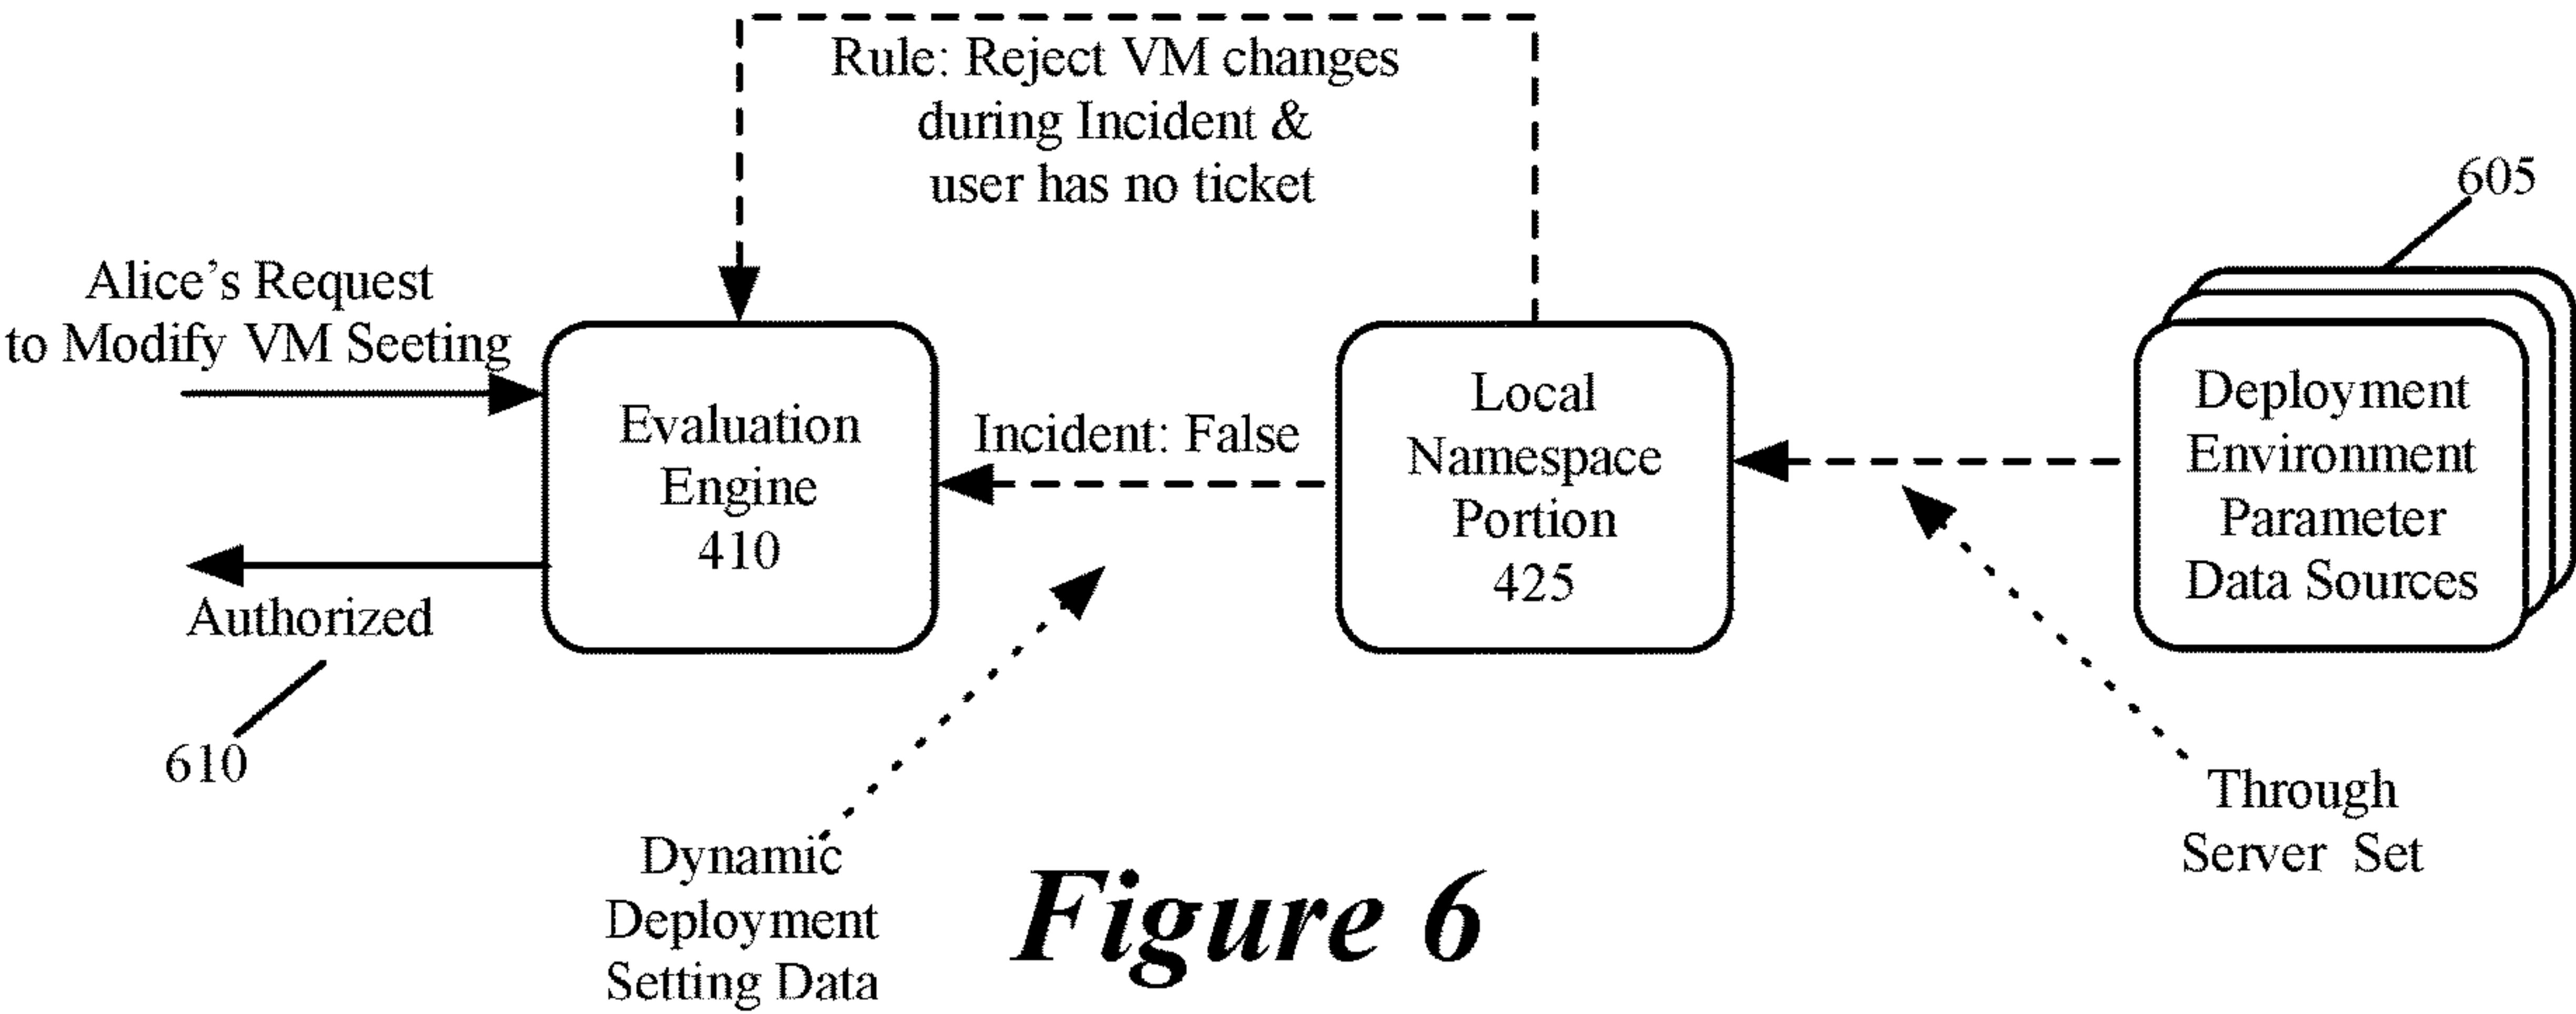 Rule: Reject VM changes
during Incident &
user has no ticket
605
Alice's Request
to Modify VM Seeting
Evaluation
Engine
410
Incident: False
Local
Namespace
Portion
425
Deployment
Environment
Parameter
Data Sources
Authorized
610
Dynamic
Deployment
Setting Data
Through
Server Set
Figure 6